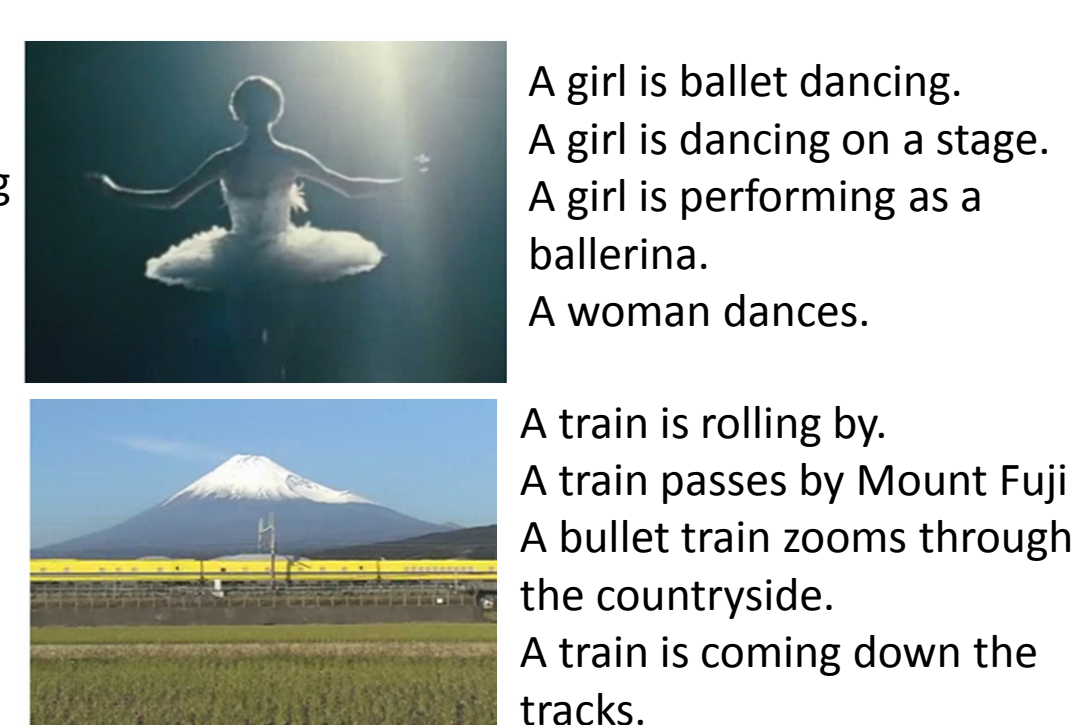 g
A girl is ballet dancing.
A girl is dancing on a stage.
A girl is performing as a
ballerina.
A woman dances.
A train is rolling by.
A train passes by Mount Fuji
A bullet train zooms through
the countryside.
A train is coming down the
tracks.